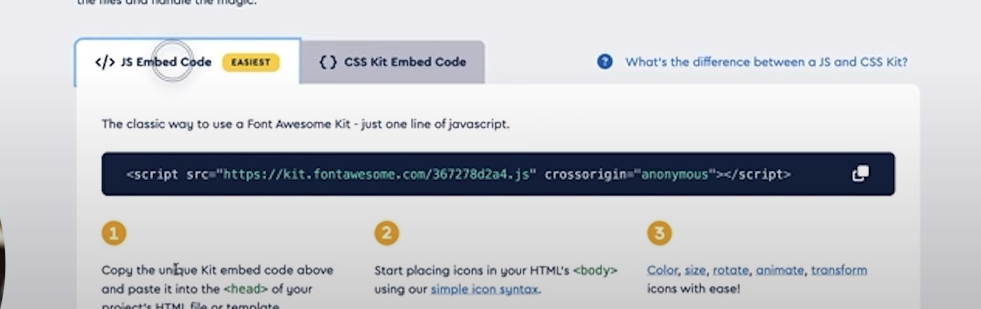 the files and handle the magic.
</> JS Embed Code EASIEST {} CSS Kit Embed Code ? What's the difference between a JS and CSS Kit?
The classic way to use a Font Awesome Kit - just one line of javascript.
<script src="https://kit.fontawesome.com/367278d2a4.js" crossorigin="anonymous"></script>
1
Copy the unique Kit embed code above
and paste it into the <head> of your
project's HTML file or template
2
Start placing icons in your HTML's <body>
using our simple icon syntax.
3
Color, size, rotate, animate, transform
icons with ease!